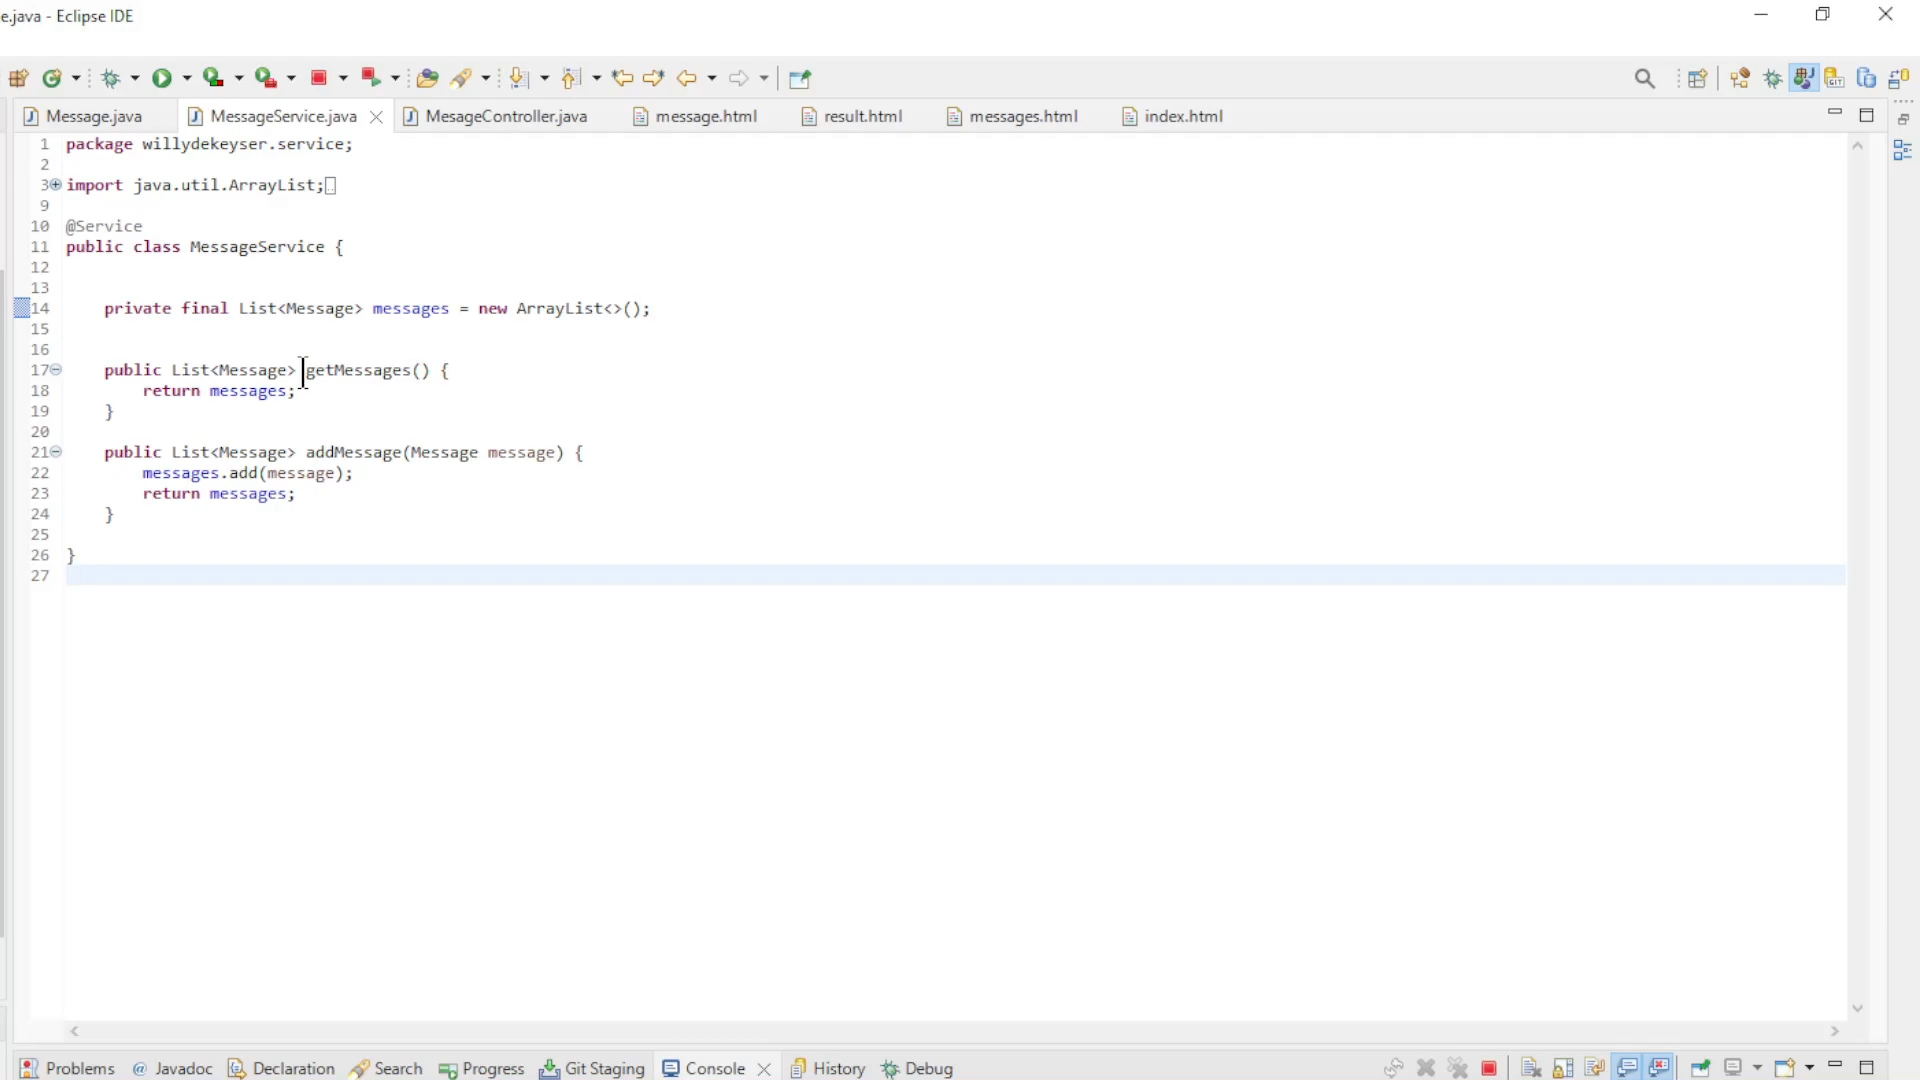 e.java - Eclipse IDE
Message.java MessageService.java MesageController.java message.html result.html messages.html index.html
1 package willydekeyser.service;
2
3 import java.util.ArrayList;
9
10 @Service
11 public class MessageService {
12
13
14 private final List<Message> messages = new ArrayList<>();
15
16
17 public List<Message> getMessages() {
18 return messages;
19 }
20
21 public List<Message> addMessage(Message message) {
22 messages.add(message);
23 return messages;
24 }
25
26 }
27
Problems @ Javadoc Declaration Search Progress Git Staging Console History Debug